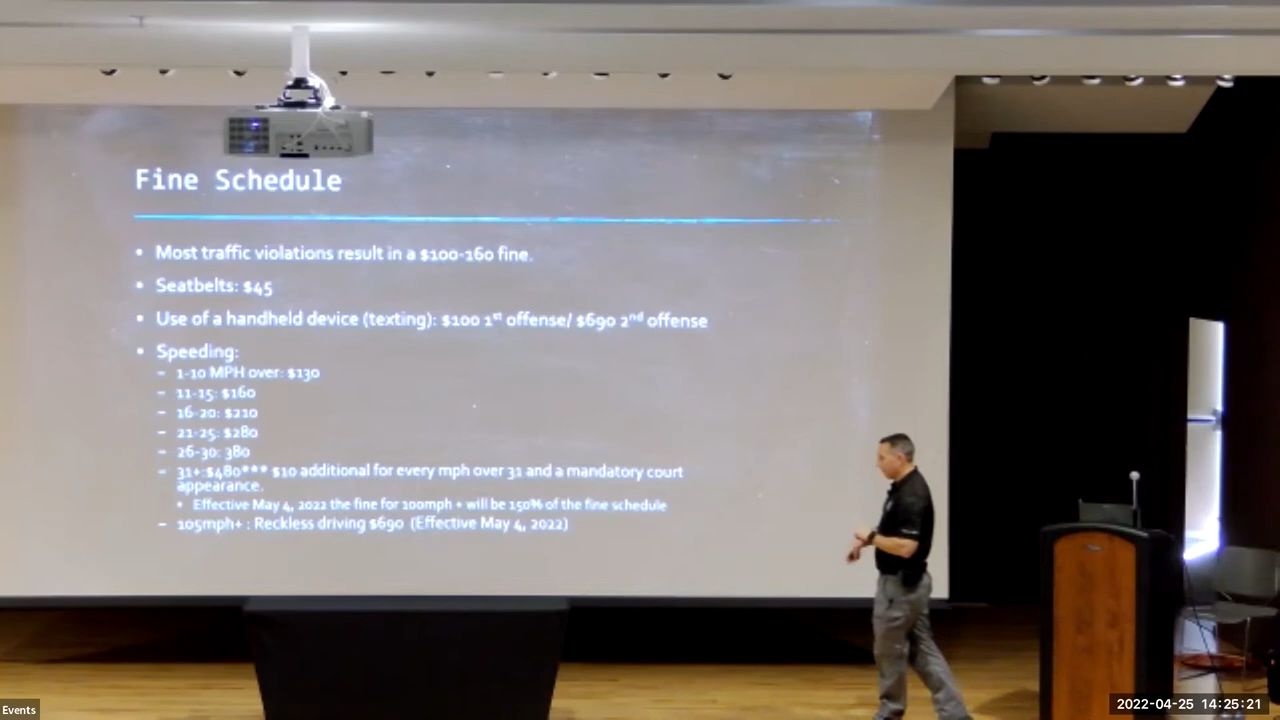 Fine Schedule
• Most traffic violations result in a $100-160 fine.
• Seatbelts: $45
• Use of a handheld device (texting): $100 1st offense/ $690 2nd offense
• Speeding:
– 1-10 MPH over: $130
– 11-15: $160
– 16-20: $210
– 21-25: $280
– 26-30: 380
– 31+:$480*** $10 additional for every mph over 31 and a mandatory court
appearance.
• Effective May 4, 2022 the fine for 100mph + will be 150% of the fine schedule
– 105mph+ : Reckless driving $690 (Effective May 4, 2022)
Events
2022-04-25 14:25:21